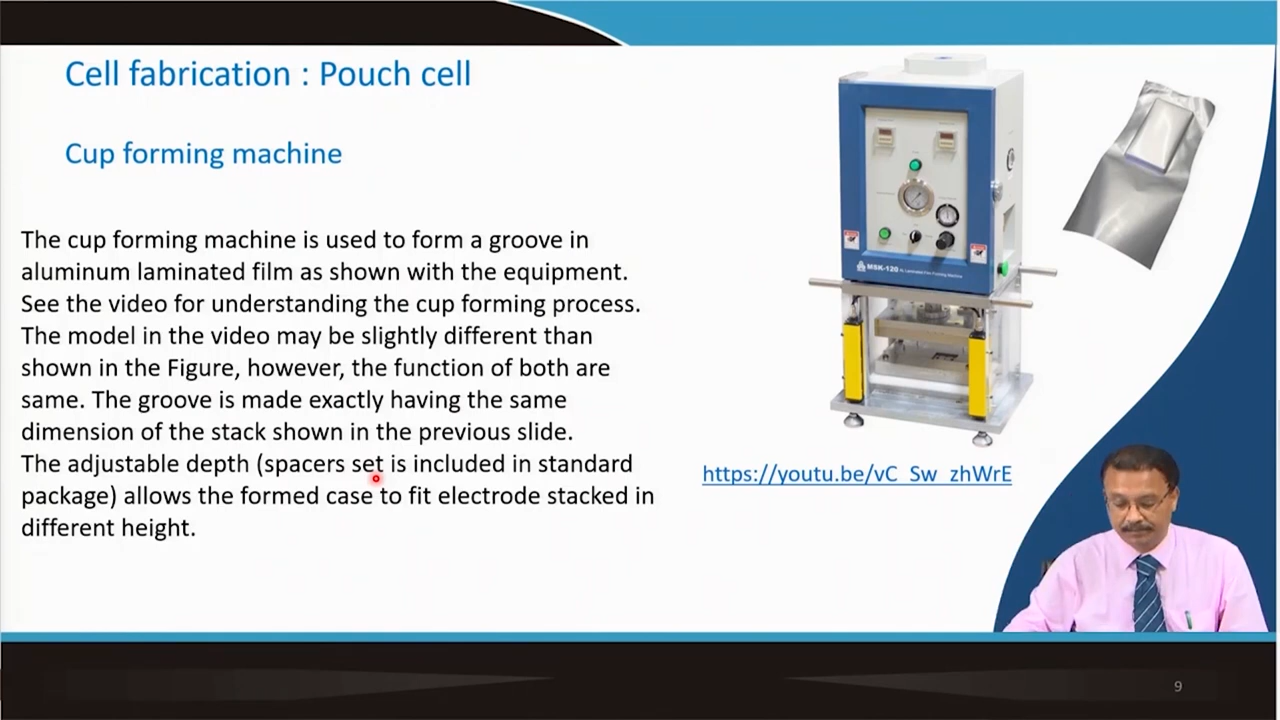 Cell fabrication : Pouch cell
Cup forming machine
The cup forming machine is used to form a groove in
aluminum laminated film as shown with the equipment.
See the video for understanding the cup forming process.
The model in the video may be slightly different than
shown in the Figure, however, the function of both are
same. The groove is made exactly having the same
dimension of the stack shown in the previous slide.
The adjustable depth (spacers set is included in standard
package) allows the formed case to fit electrode stacked in
different height.
MSK-120 AL Laminated Film Forming Machine
https://youtu.be/vC_Sw_zhWrE
9